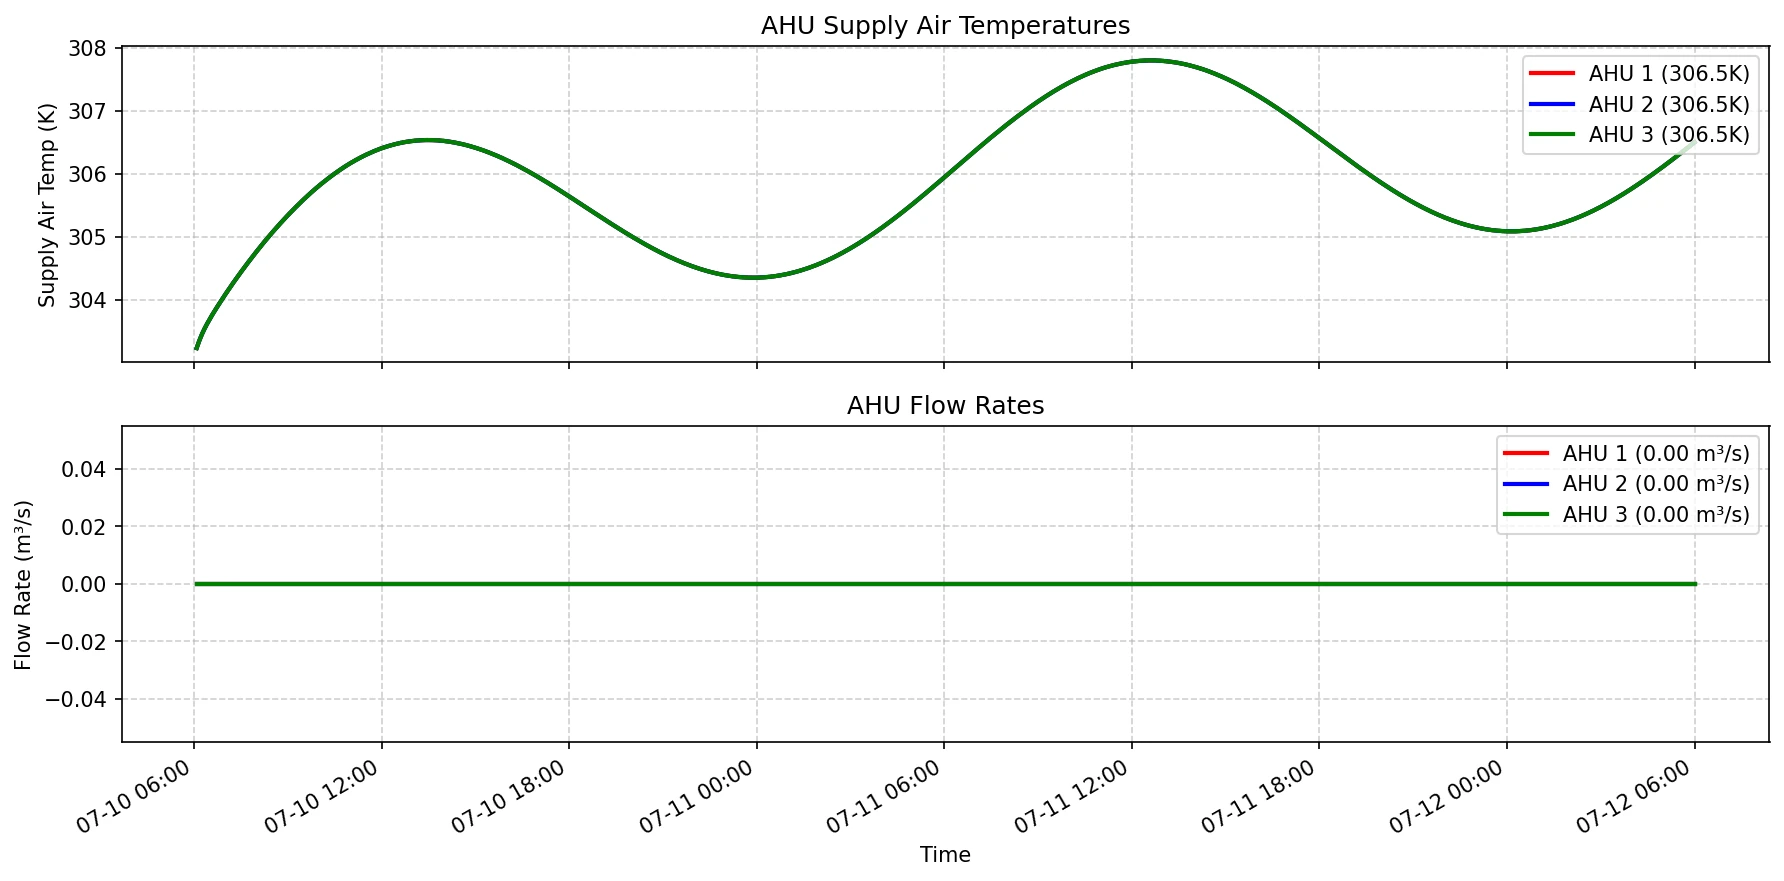 AHU Supply Air Temperatures
Supply Air Temp (K)
308
307
306
305
304
AHU 1 (306.5K)
AHU 2 (306.5K)
AHU 3 (306.5K)
AHU Flow Rates
Flow Rate (m³/s)
0.04
0.02
0.00
−0.02
−0.04
AHU 1 (0.00 m³/s)
AHU 2 (0.00 m³/s)
AHU 3 (0.00 m³/s)
07-10 06:00
07-10 12:00
07-10 18:00
07-11 00:00
07-11 06:00
07-11 12:00
07-11 18:00
07-12 00:00
07-12 06:00
Time